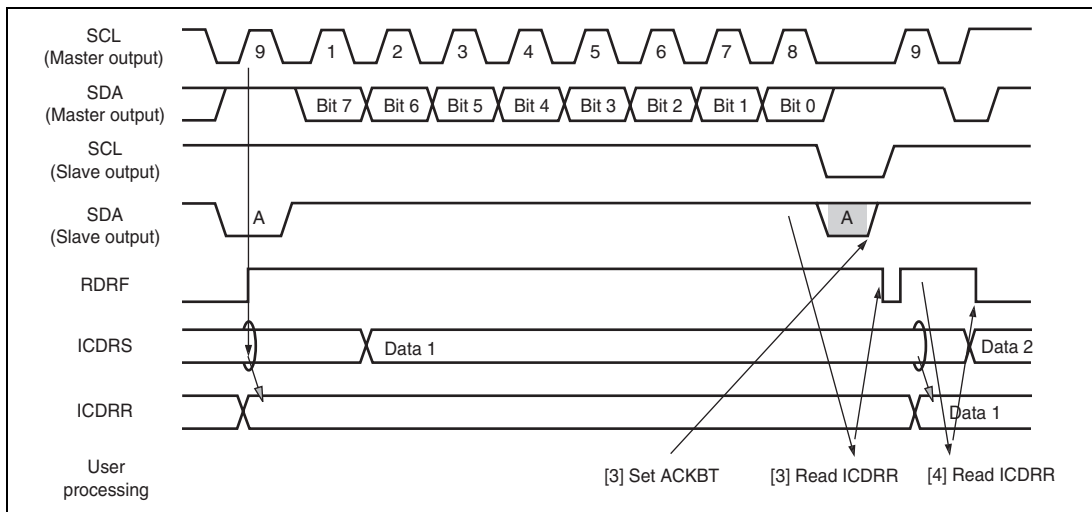 SCL
(Master output)
9 1 2 3 4 5 6 7 8 9
SDA
(Master output)
Bit 7 Bit 6 Bit 5 Bit 4 Bit 3 Bit 2 Bit 1 Bit 0
SCL
(Slave output)
SDA
(Slave output)
A A
RDRF
ICDRS
Data 1 Data 2
ICDRR
Data 1
User
processing
[3] Set ACKBT [3] Read ICDRR [4] Read ICDRR